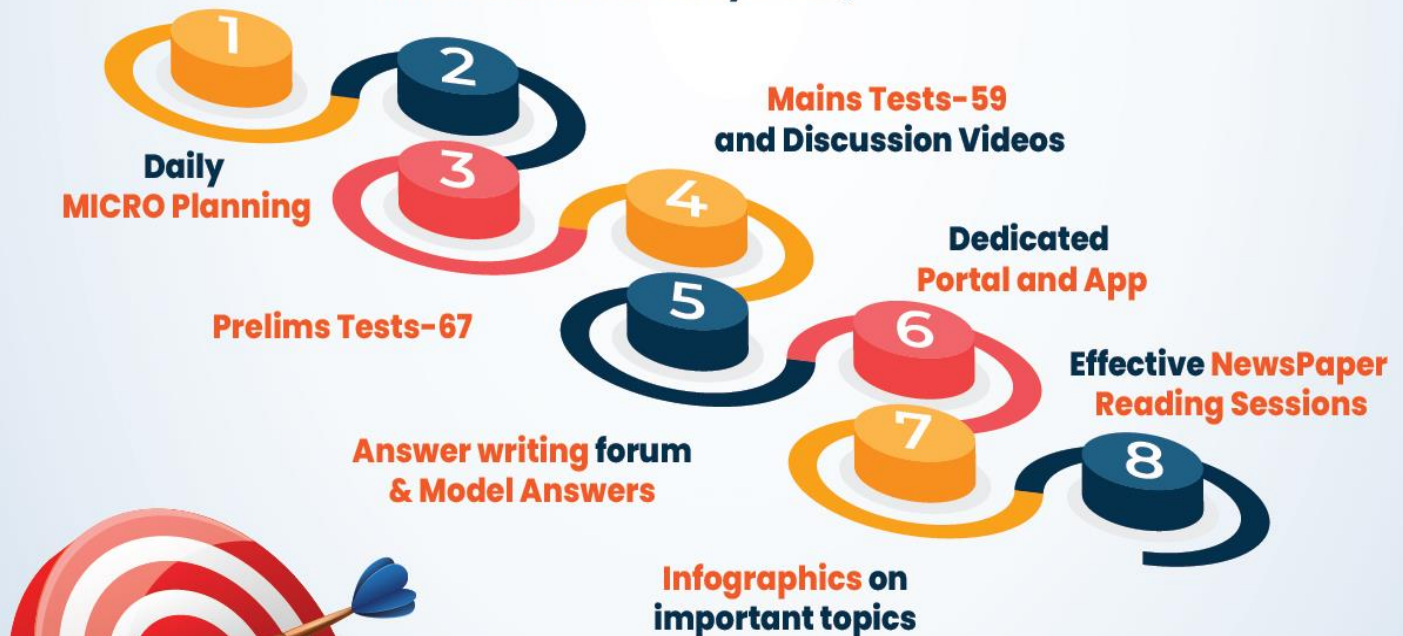 1
2
Daily
MICRO Planning
Mains Tests-59
and Discussion Videos
3
4
Prelims Tests-67
Dedicated
Portal and App
5
6
Answer writing forum
& Model Answers
Effective NewsPaper
Reading Sessions
7
8
Infographics on
important topics